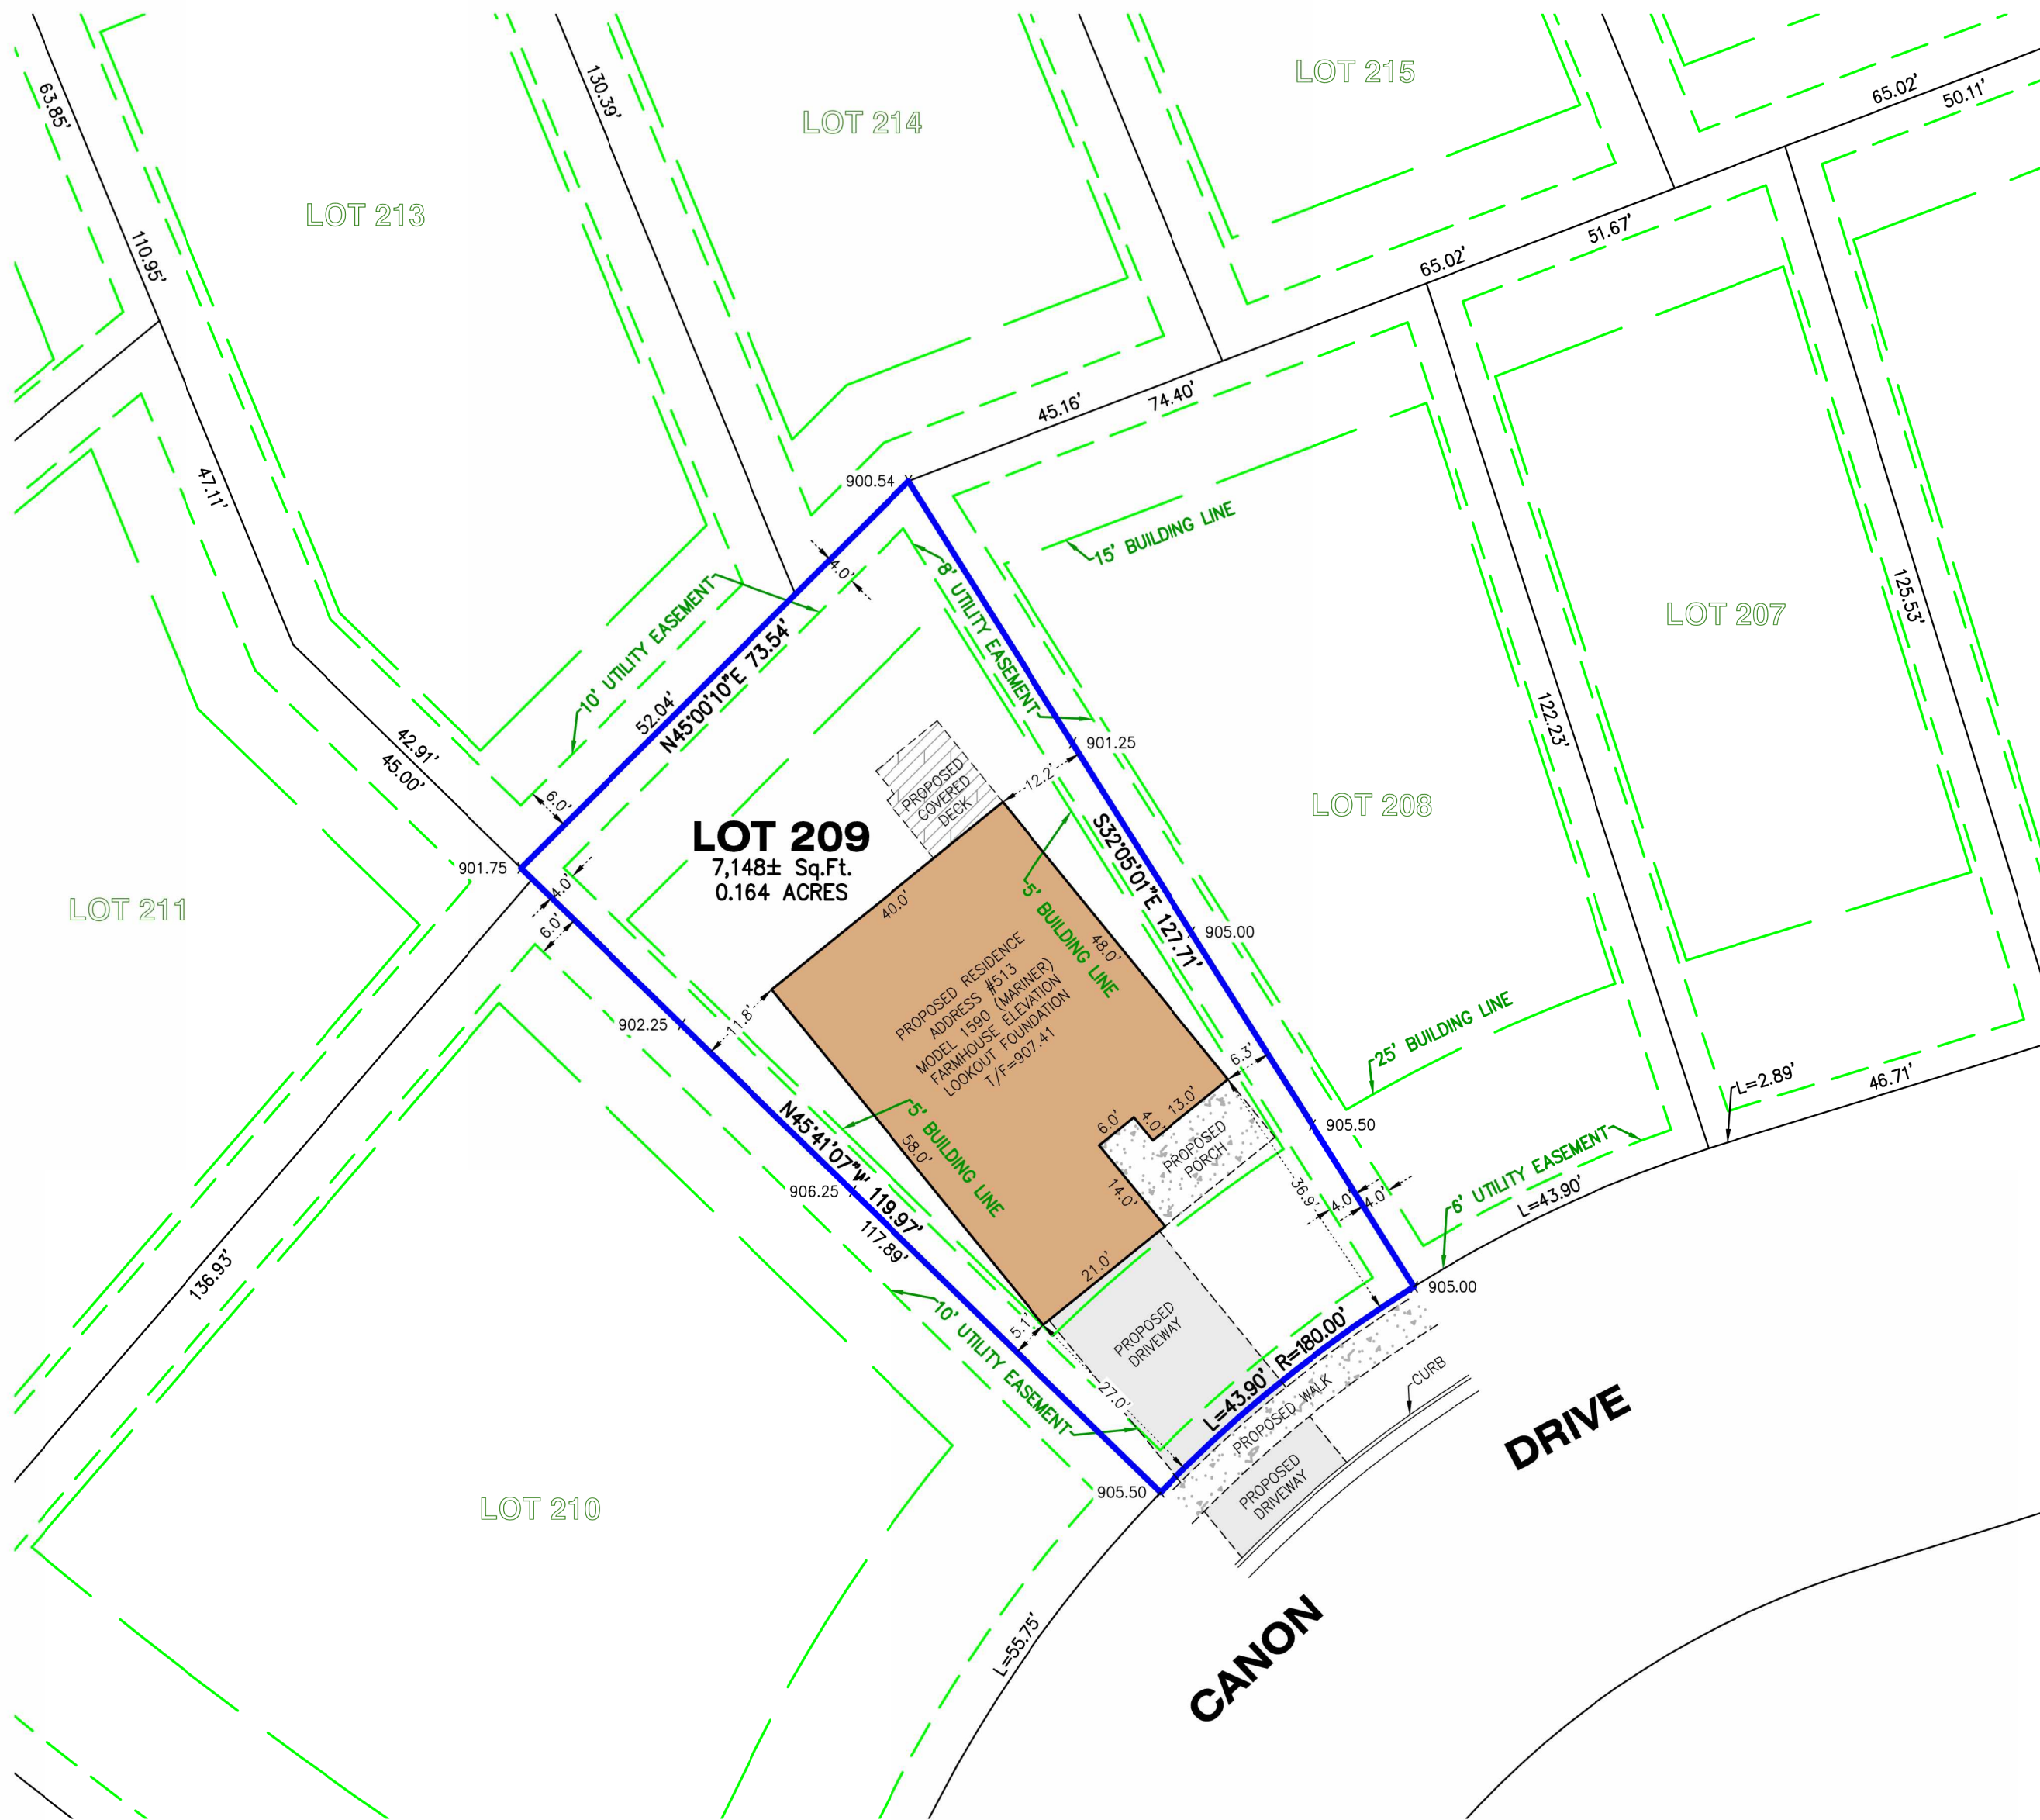 63.85'
130.39'
LOT 215
65.02'
50.11'
LOT 214
LOT 213
110.95'
51.67'
65.02'
45.16'
74.40'
47.11'
900.54
15' BUILDING LINE
4.0'
8' UTILITY EASEMENT
10' UTILITY EASEMENT
125.53'
LOT 207
52.04'
N45°00'10"E 73.54'
42.91'
45.00'
122.23'
901.25
12.2'
PROPOSED
COVERED
DECK
6.0'
LOT 208
LOT 209
7,148± Sq.Ft.
0.164 ACRES
901.75
4.0'
6.0'
40.0'
S32°05'01"E 127.71'
5' BUILDING LINE
48.0'
905.00
LOT 211
PROPOSED RESIDENCE
ADDRESS #513
MODEL 1590 (MARINER)
FARMHOUSE ELEVATION
LOOKOUT FOUNDATION
T/F=907.41
902.25
11.8'
25' BUILDING LINE
6.3'
L=2.89'
46.71'
13.0'
4.0'
6.0'
905.50
PROPOSED
PORCH
5' BUILDING LINE
58.0'
N45°41'07"W 119.97'
117.89'
906.25
14.0'
36.9'
4.0'
4.0'
6' UTILITY EASEMENT
L=43.90'
136.93'
21.0'
905.00
5.1'
PROPOSED
DRIVEWAY
10' UTILITY EASEMENT
27.0'
L=43.90' R=180.00'
PROPOSED WALK
CURB
905.50
PROPOSED
DRIVEWAY
LOT 210
L=55.75'
CANON
DRIVE